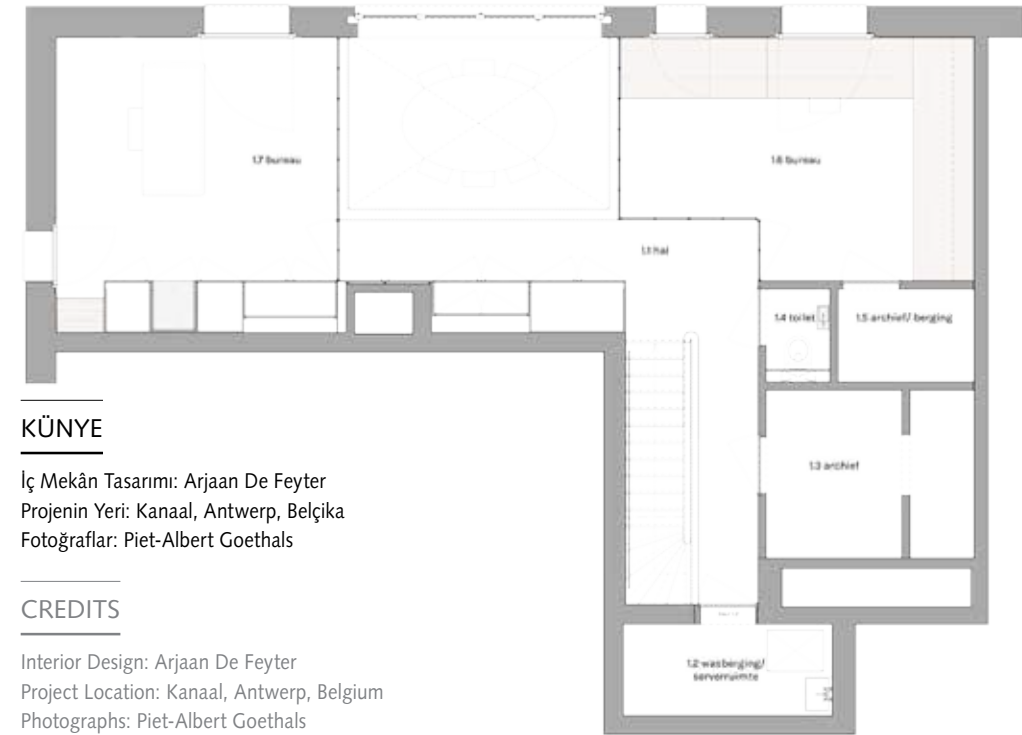 1.7 bureau
1.6 bureau
1.1 hal
1.4 toilet
1.5 archief/ berging
1.3 archief
1.2 wasberging/
serverruimte
KÜNYE
İç Mekân Tasarımı: Arjaan De Feyter
Projenin Yeri: Kanaal, Antwerp, Belçika
Fotoğraflar: Piet-Albert Goethals
CREDITS
Interior Design: Arjaan De Feyter
Project Location: Kanaal, Antwerp, Belgium
Photographs: Piet-Albert Goethals